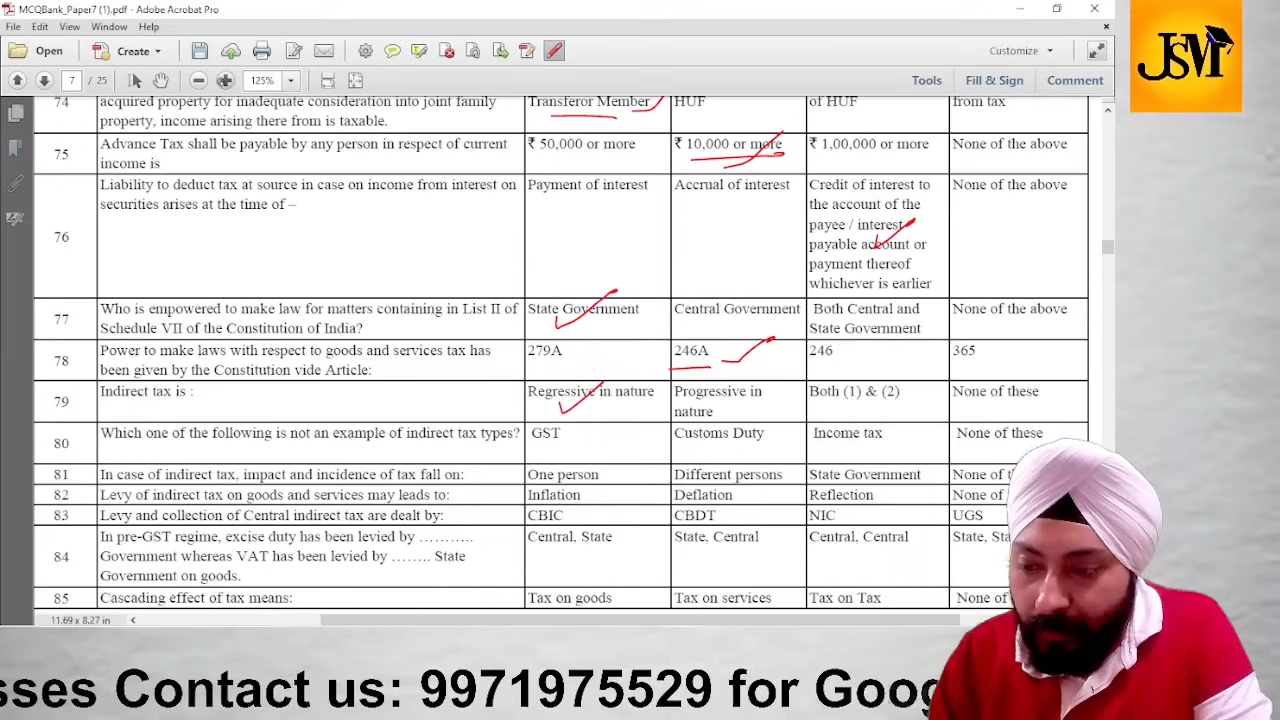 MCQBank_Paper7 (1).pdf - Adobe Acrobat Pro
File Edit View Window Help
Open Create Customize
7 / 25 125% Tools Fill & Sign Comment
JSM
74 acquired property for inadequate consideration into joint family Transferor Member HUF of HUF from tax
property, income arising there from is taxable.
75 Advance Tax shall be payable by any person in respect of current ₹ 50,000 or more ₹ 10,000 or more ₹ 1,00,000 or more None of the above
income is
76 Liability to deduct tax at source in case on income from interest on Payment of interest Accrual of interest Credit of interest to None of the above
securities arises at the time of – the account of the
payee / interest
payable account or
payment thereof
whichever is earlier
77 Who is empowered to make law for matters containing in List II of State Government Central Government Both Central and None of the above
Schedule VII of the Constitution of India? State Government
78 Power to make laws with respect to goods and services tax has 279A 246A 246 365
been given by the Constitution vide Article:
79 Indirect tax is : Regressive in nature Progressive in Both (1) & (2) None of these
nature
80 Which one of the following is not an example of indirect tax types? GST Customs Duty Income tax None of these
81 In case of indirect tax, impact and incidence of tax fall on: One person Different persons State Government None of
82 Levy of indirect tax on goods and services may leads to: Inflation Deflation Reflection None of
83 Levy and collection of Central indirect tax are dealt by: CBIC CBDT NIC UGS
84 In pre-GST regime, excise duty has been levied by ………. Central, State State, Central Central, Central State,
Government whereas VAT has been levied by …….. State
Government on goods.
85 Cascading effect of tax means: Tax on goods Tax on services Tax on Tax None of
11.69 x 8.27 in
sses Contact us: 9971975529 for Goog